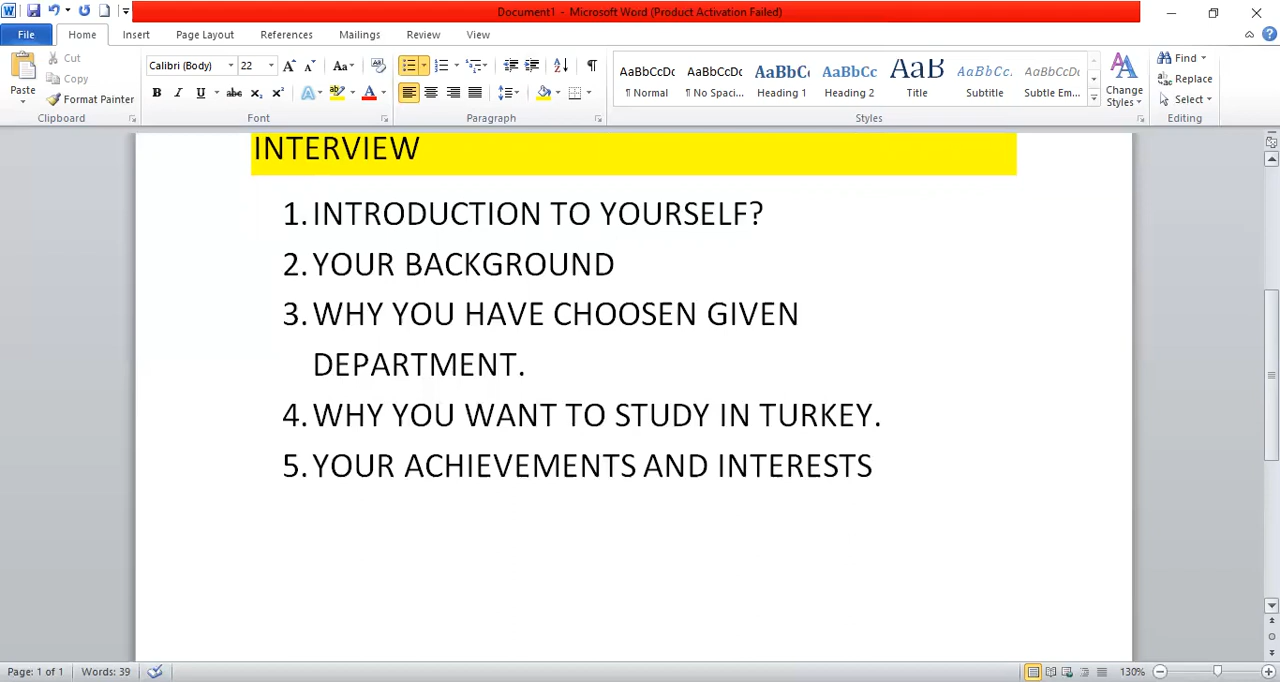 Document1 - Microsoft Word (Product Activation Failed)
File Home Insert Page Layout References Mailings Review View
Paste
Cut
Copy
Format Painter
Clipboard
Calibri (Body) 22
Font
Paragraph
AaBbCcDc AaBbCcDc AaBbCc AaBbCc AaB AaBbCc. AaBbCcDc
¶ Normal ¶ No Spaci... Heading 1 Heading 2 Title Subtitle Subtle Em...
Styles
Change
Styles
Find
Replace
Select
Editing
INTERVIEW
1. INTRODUCTION TO YOURSELF?
2. YOUR BACKGROUND
3. WHY YOU HAVE CHOOSEN GIVEN
DEPARTMENT.
4. WHY YOU WANT TO STUDY IN TURKEY.
5. YOUR ACHIEVEMENTS AND INTERESTS
Page: 1 of 1 Words: 39 130%